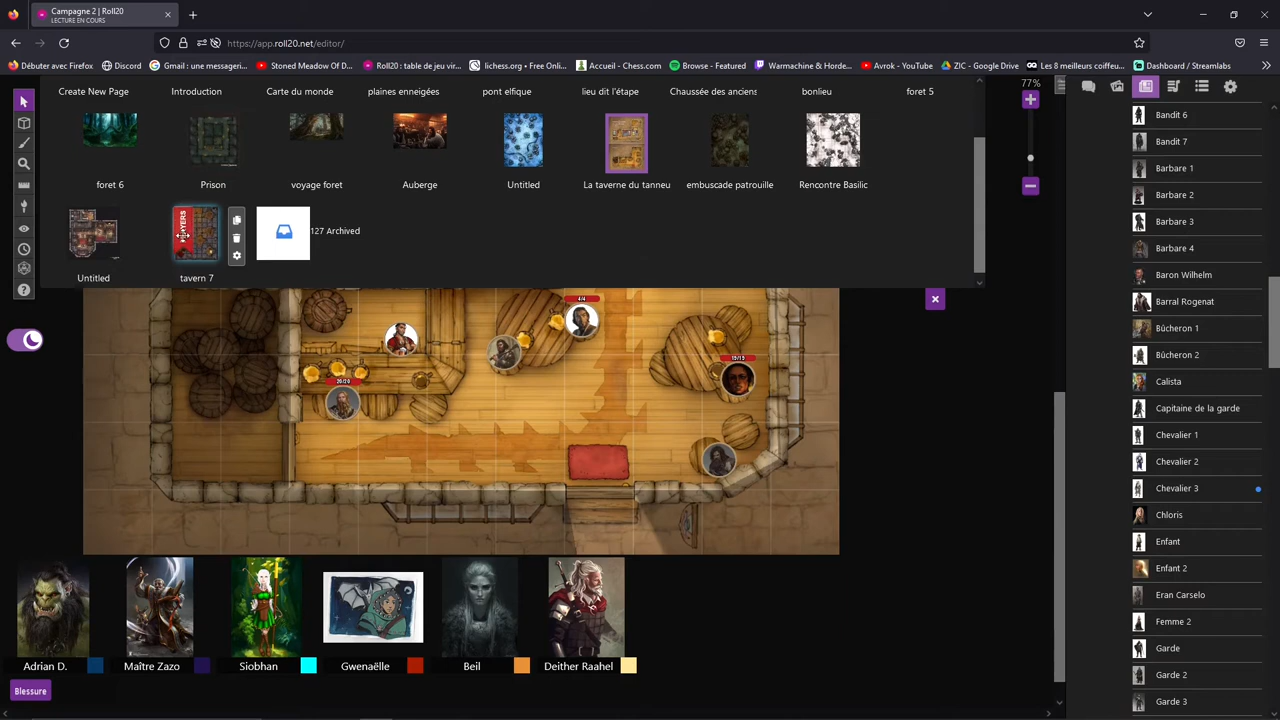 Campagne 2 | Roll20
LECTURE EN COURS
https://app.roll20.net/editor/
Débuter avec Firefox
Discord
Gmail : une messageri...
Stoned Meadow Of D...
Roll20 : table de jeu vir...
lichess.org • Free Onli...
Accueil - Chess.com
Browse - Featured
Warmachine & Horde...
Avrok - YouTube
ZIC - Google Drive
Les 8 meilleurs coiffeu...
Dashboard / Streamlabs
77%
Create New Page
Introduction
Carte du monde
plaines enneigées
pont elfique
lieu dit l'étape
Chaussée des anciens
bonlieu
foret 5
foret 6
Prison
voyage foret
Auberge
Untitled
La taverne du tanneu
embuscade patrouille
Rencontre Basilic
PLAYERS
127 Archived
Untitled
tavern 7
4/4
15/15
20/20
Adrian D.
Maître Zazo
Siobhan
Gwenaëlle
Beil
Deither Raahel
Blessure
Bandit 6
Bandit 7
Barbare 1
Barbare 2
Barbare 3
Barbare 4
Baron Wilhelm
Barral Rogenat
Bûcheron 1
Bûcheron 2
Calista
Capitaine de la garde
Chevalier 1
Chevalier 2
Chevalier 3
Chloris
Enfant
Enfant 2
Eran Carselo
Femme 2
Garde
Garde 2
Garde 3